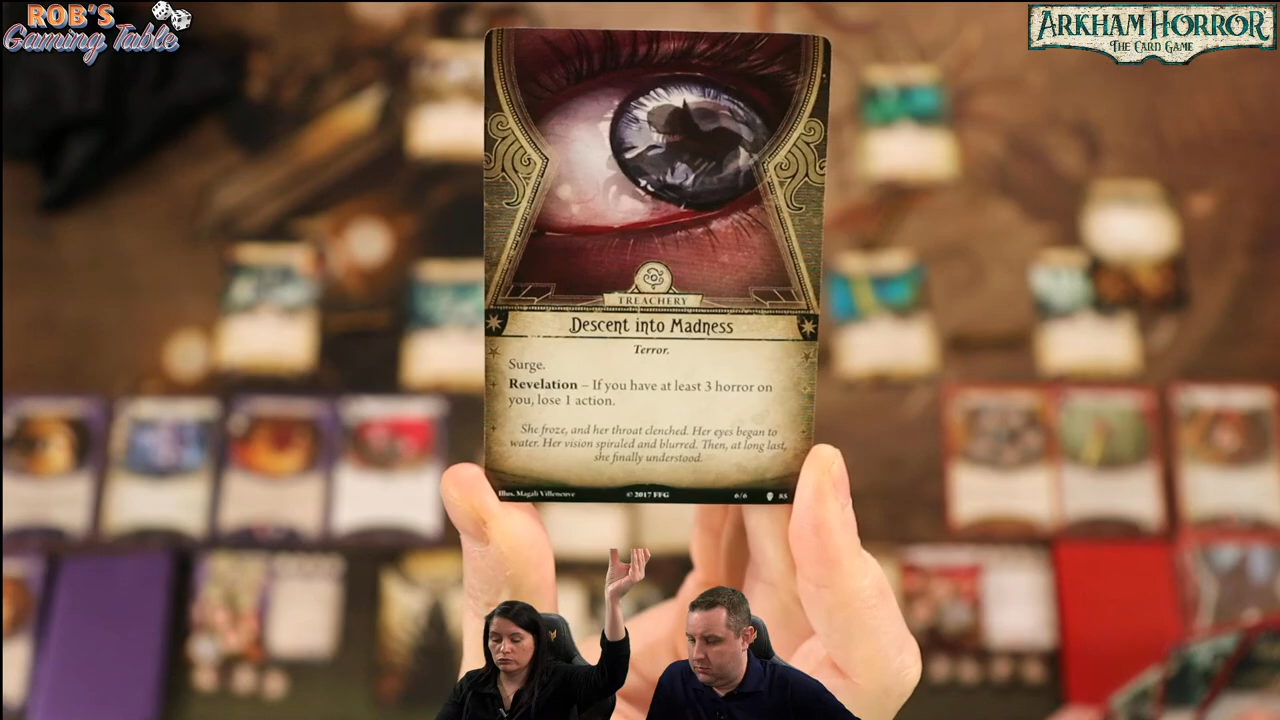 ROB'S
Gaming Table
ARKHAM HORROR
THE CARD GAME
TREACHERY
Descent into Madness
Terror.
Surge.
Revelation – If you have at least 3 horror on
you, lose 1 action.
She froze, and her throat clenched. Her eyes began to
water. Her vision spiraled and blurred. Then, at long last,
she finally understood.
Illus. Magali Villeneuve © 2017 FFG 6/6 85